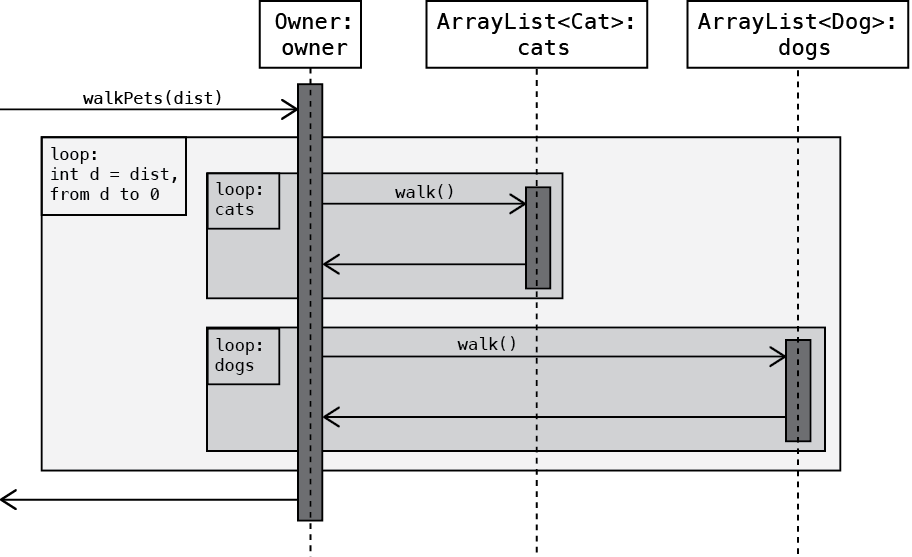 Owner:
owner
ArrayList<Cat>:
cats
ArrayList<Dog>:
dogs
walkPets(dist)
loop:
int d = dist,
from d to 0
loop:
cats
walk()
loop:
dogs
walk()